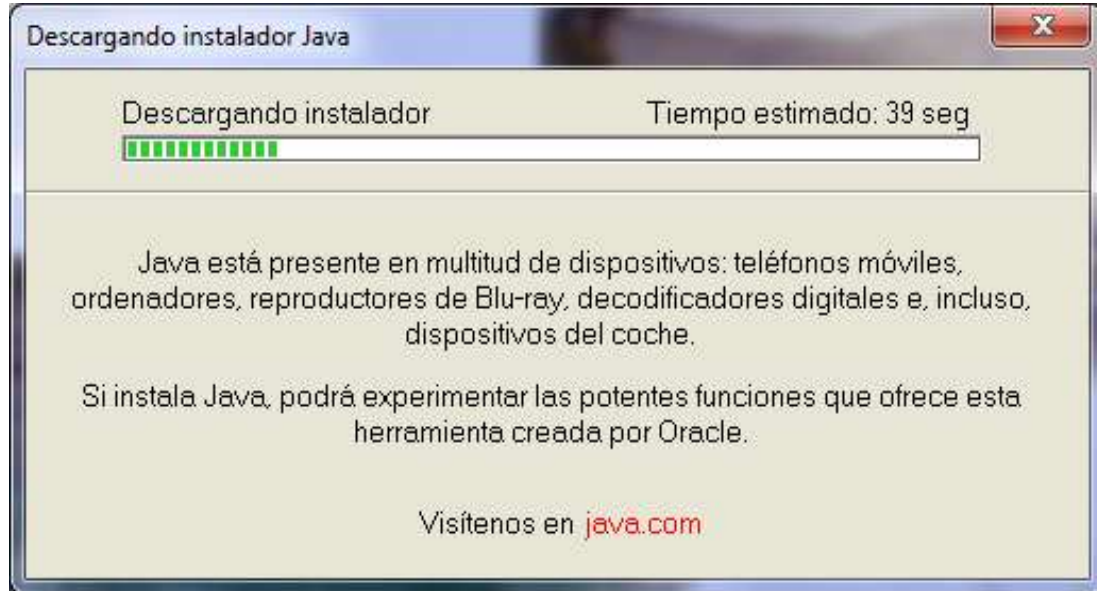 Descargando instalador Java
Descargando instalador
Tiempo estimado: 39 seg
Java está presente en multitud de dispositivos: teléfonos móviles,
ordenadores, reproductores de Blu-ray, decodificadores digitales e, incluso,
dispositivos del coche.
Si instala Java, podrá experimentar las potentes funciones que ofrece esta
herramienta creada por Oracle.
Visítenos en java.com